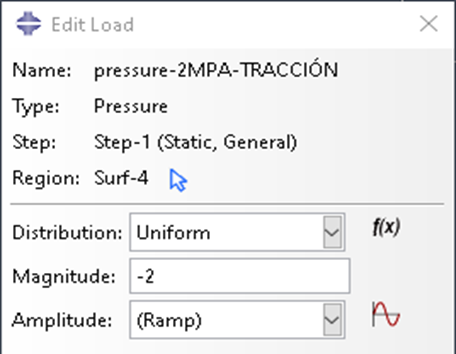 Edit Load
Name: pressure-2MPA-TRACCIÓN
Type: Pressure
Step: Step-1 (Static, General)
Region: Surf-4
Distribution: Uniform f(x)
Magnitude: -2
Amplitude: (Ramp)